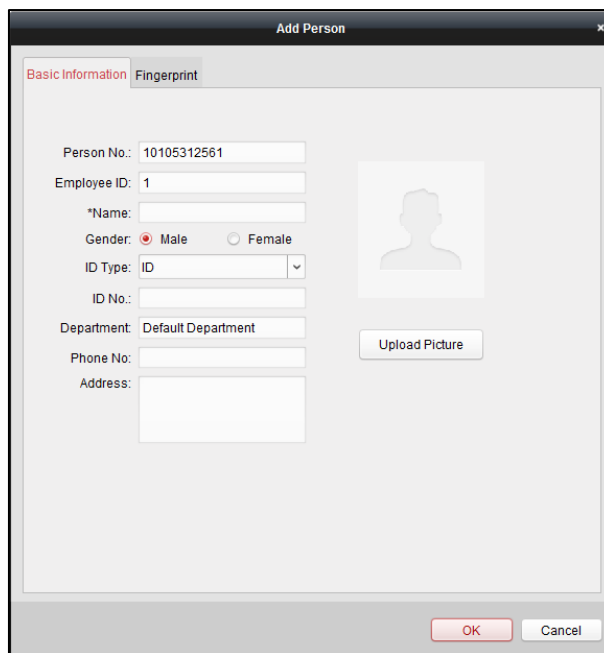 Add Person
×
Basic Information Fingerprint
Person No.: 10105312561
Employee ID: 1
*Name:
Gender: Male Female
ID Type: ID
ID No.:
Department: Default Department
Phone No:
Address:
Upload Picture
OK Cancel